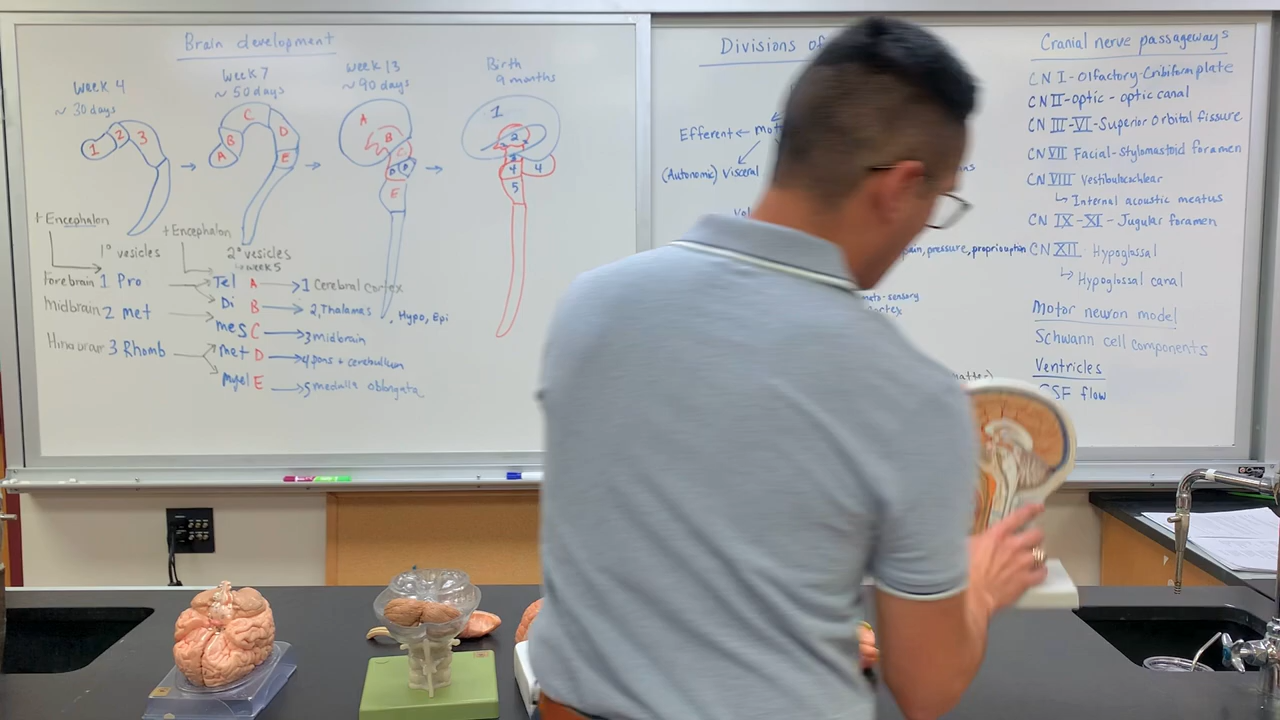 Brain development
Week 4
~ 30 days
Week 7
~ 50 days
Week 13
~ 90 days
Birth
9 months
1 2 3
A B C D E
A B C D D E
1 2 3 4 4 5
+ Encephalon
1° vesicles
+ Encephalon
2° vesicles
week 5
Forebrain 1 Pro
Midbrain 2 met
Hindbrain 3 Rhomb
Tel A → 1 Cerebral cortex
Di B → 2, Thalamus, Hypo, Epi
mes C → 3 midbrain
met D → 4 pons + cerebellum
Myel E → 5 medulla oblongata
Divisions of
Efferent ← mot
(Autonomic) Visceral
Vol
pain, pressure, proprioception
Cranial nerve passageways
CN I - Olfactory-Cribiform plate
CN II - optic - optic canal
CN III - VI - Superior Orbital fissure
CN VII Facial - Stylomastoid foramen
CN VIII Vestibulocochlear
↳ Internal acoustic meatus
CN IX - XI - Jugular foramen
CN XII - Hypoglossal
↳ Hypoglossal canal
Motor neuron model
Schwann cell components
Ventricles
CSF flow